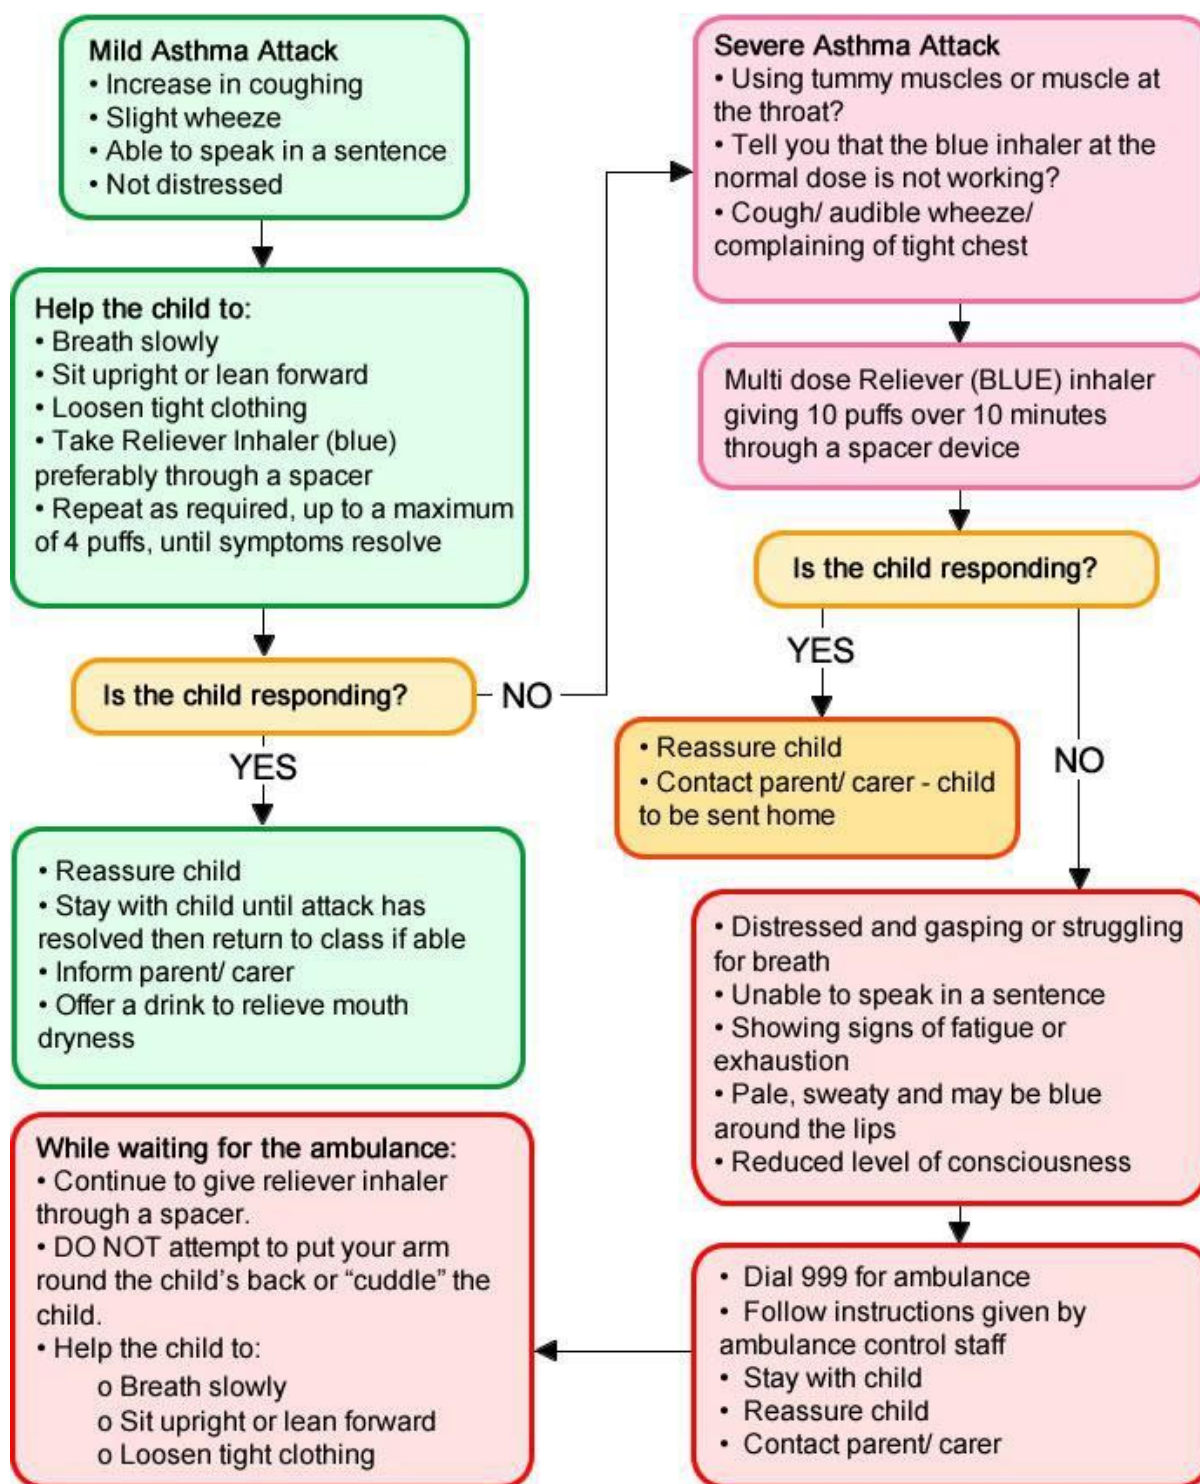 Mild Asthma Attack
• Increase in coughing
• Slight wheeze
• Able to speak in a sentence
• Not distressed
Help the child to:
• Breath slowly
• Sit upright or lean forward
• Loosen tight clothing
• Take Reliever Inhaler (blue)
preferably through a spacer
• Repeat as required, up to a maximum
of 4 puffs, until symptoms resolve
Is the child responding?
NO
YES
• Reassure child
• Stay with child until attack has
resolved then return to class if able
• Inform parent/ carer
• Offer a drink to relieve mouth
dryness
Severe Asthma Attack
• Using tummy muscles or muscle at
the throat?
• Tell you that the blue inhaler at the
normal dose is not working?
• Cough/ audible wheeze/
complaining of tight chest
Multi dose Reliever (BLUE) inhaler
giving 10 puffs over 10 minutes
through a spacer device
Is the child responding?
YES
• Reassure child
• Contact parent/ carer - child
to be sent home
NO
• Distressed and gasping or struggling
for breath
• Unable to speak in a sentence
• Showing signs of fatigue or
exhaustion
• Pale, sweaty and may be blue
around the lips
• Reduced level of consciousness
• Dial 999 for ambulance
• Follow instructions given by
ambulance control staff
• Stay with child
• Reassure child
• Contact parent/ carer
While waiting for the ambulance:
• Continue to give reliever inhaler
through a spacer.
• DO NOT attempt to put your arm
round the child's back or “cuddle” the
child.
• Help the child to:
o Breath slowly
o Sit upright or lean forward
o Loosen tight clothing